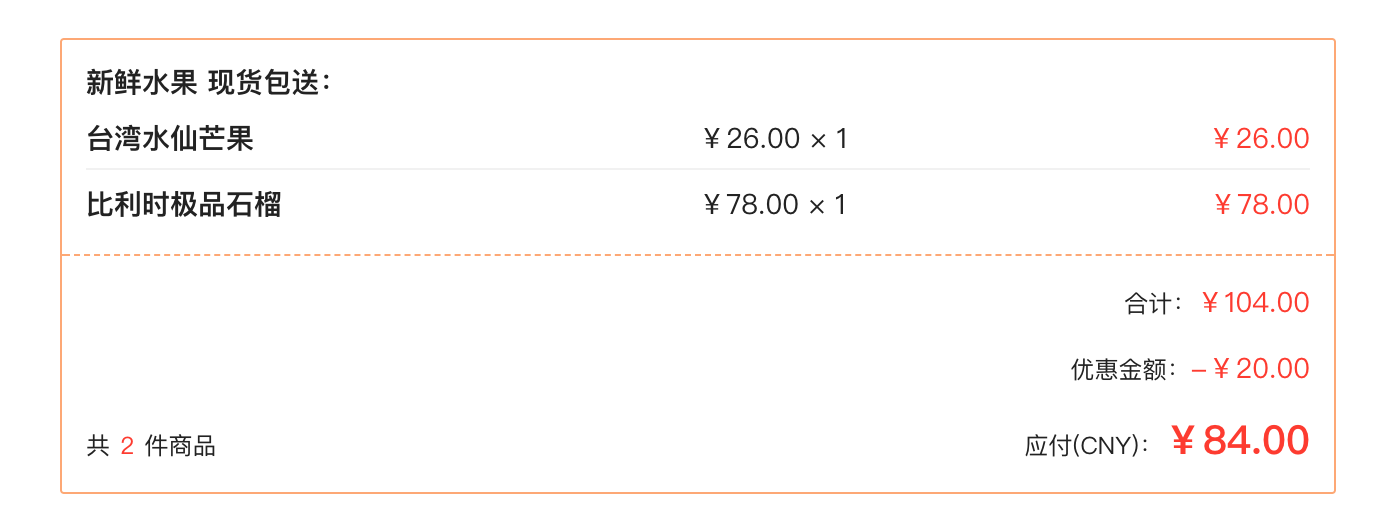 新鲜水果 现货包送：
台湾水仙芒果 ¥ 26.00 × 1 ¥ 26.00
比利时极品石榴 ¥ 78.00 × 1 ¥ 78.00
合计： ¥ 104.00
优惠金额： – ¥ 20.00
共 2 件商品 应付(CNY)： ¥ 84.00